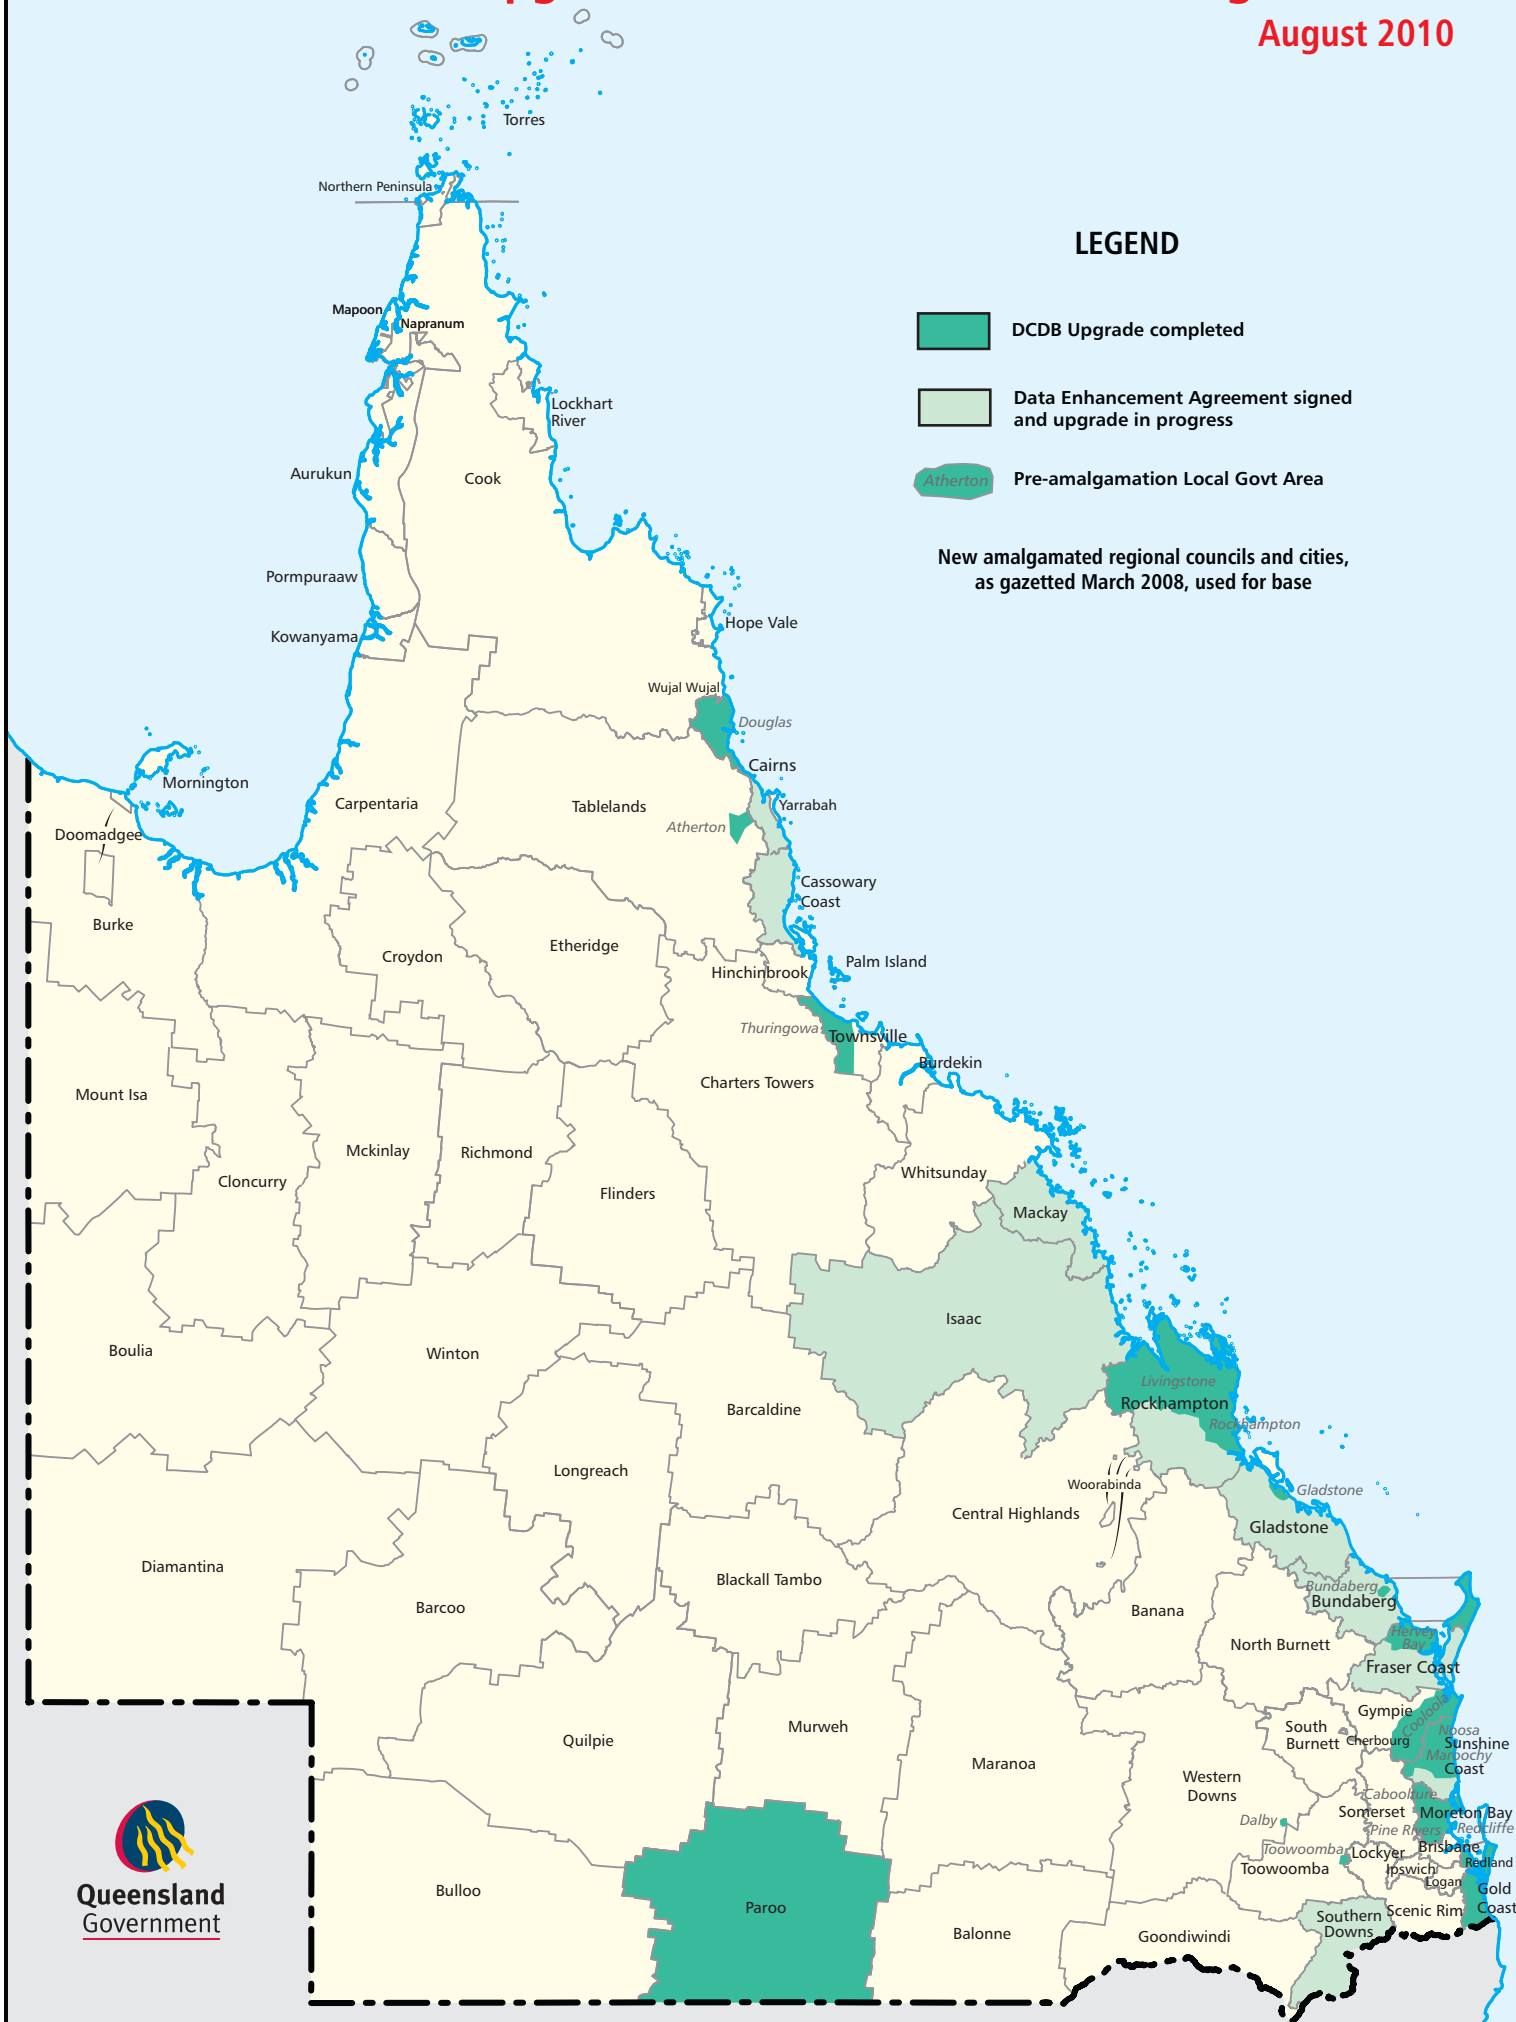 August 2010
Torres
Northern Peninsula
LEGEND
Mapoon
Napranum
DCDB Upgrade completed
Lockhart
River
Data Enhancement Agreement signed
and upgrade in progress
Aurukun
Cook
Atherton
Pre-amalgamation Local Govt Area
New amalgamated regional councils and cities,
as gazetted March 2008, used for base
Pormpuraaw
Hope Vale
Kowanyama
Wujal Wujal
Douglas
Cairns
Mornington
Carpentaria
Tablelands
Yarrabah
Atherton
Doomadgee
Cassowary
Coast
Burke
Croydon
Etheridge
Palm Island
Hinchinbrook
Thuringowa
Townsville
Burdekin
Charters Towers
Mount Isa
Mckinlay
Richmond
Whitsunday
Cloncurry
Flinders
Mackay
Isaac
Boulia
Winton
Livingstone
Rockhampton
Barcaldine
Rockhampton
Longreach
Woorabinda
Gladstone
Central Highlands
Gladstone
Diamantina
Blackall Tambo
Bundaberg
Bundaberg
Barcoo
Banana
Hervey
Bay
North Burnett
Fraser Coast
Gympie
Cooloola
Murweh
South
Burnett
Cherbourg
Noosa
Quilpie
Sunshine
Coast
Maroochy
Maranoa
Western
Downs
Caboolture
Somerset
Moreton Bay
Dalby
Pine Rivers
Redcliffe
Toowoomba
Lockyer
Brisbane
Toowoomba
Ipswich
Redland
Logan
Bulloo
Gold
Coast
Queensland
Government
Paroo
Scenic Rim
Southern
Downs
Balonne
Goondiwindi